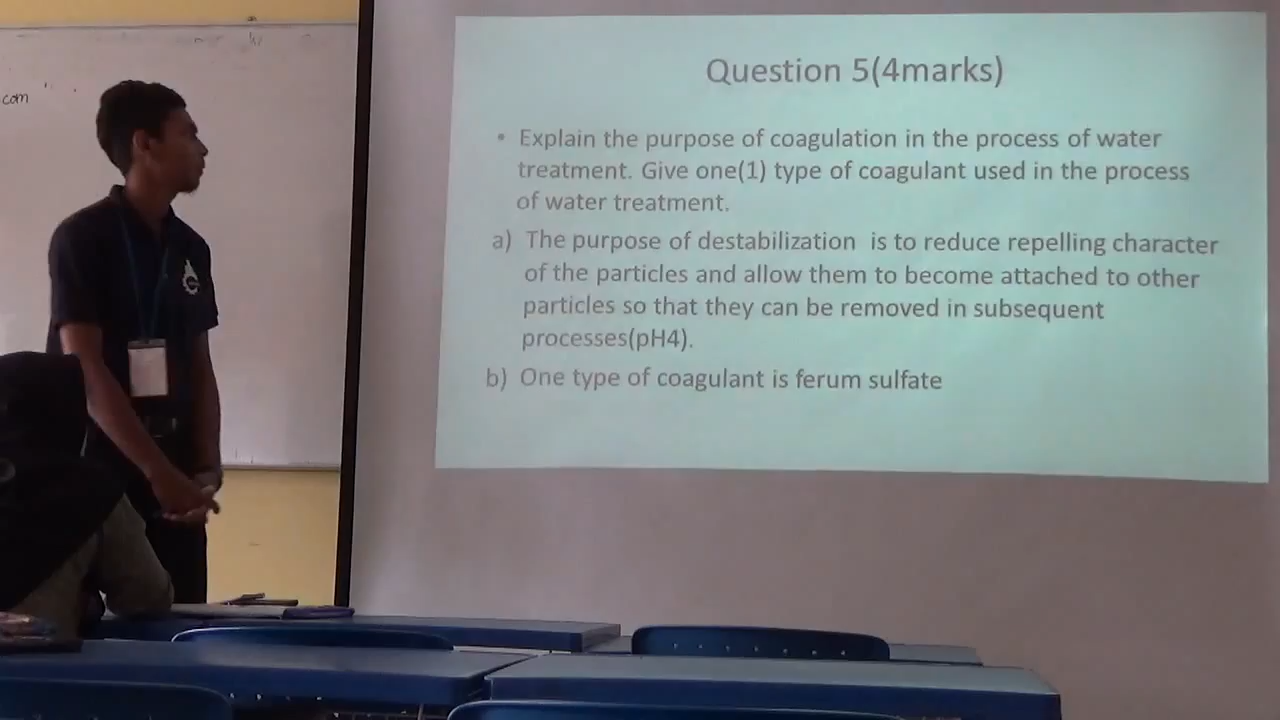 com
Question 5(4marks)
• Explain the purpose of coagulation in the process of water
treatment. Give one(1) type of coagulant used in the process
of water treatment.
a) The purpose of destabilization is to reduce repelling character
of the particles and allow them to become attached to other
particles so that they can be removed in subsequent
processes(pH4).
b) One type of coagulant is ferum sulfate